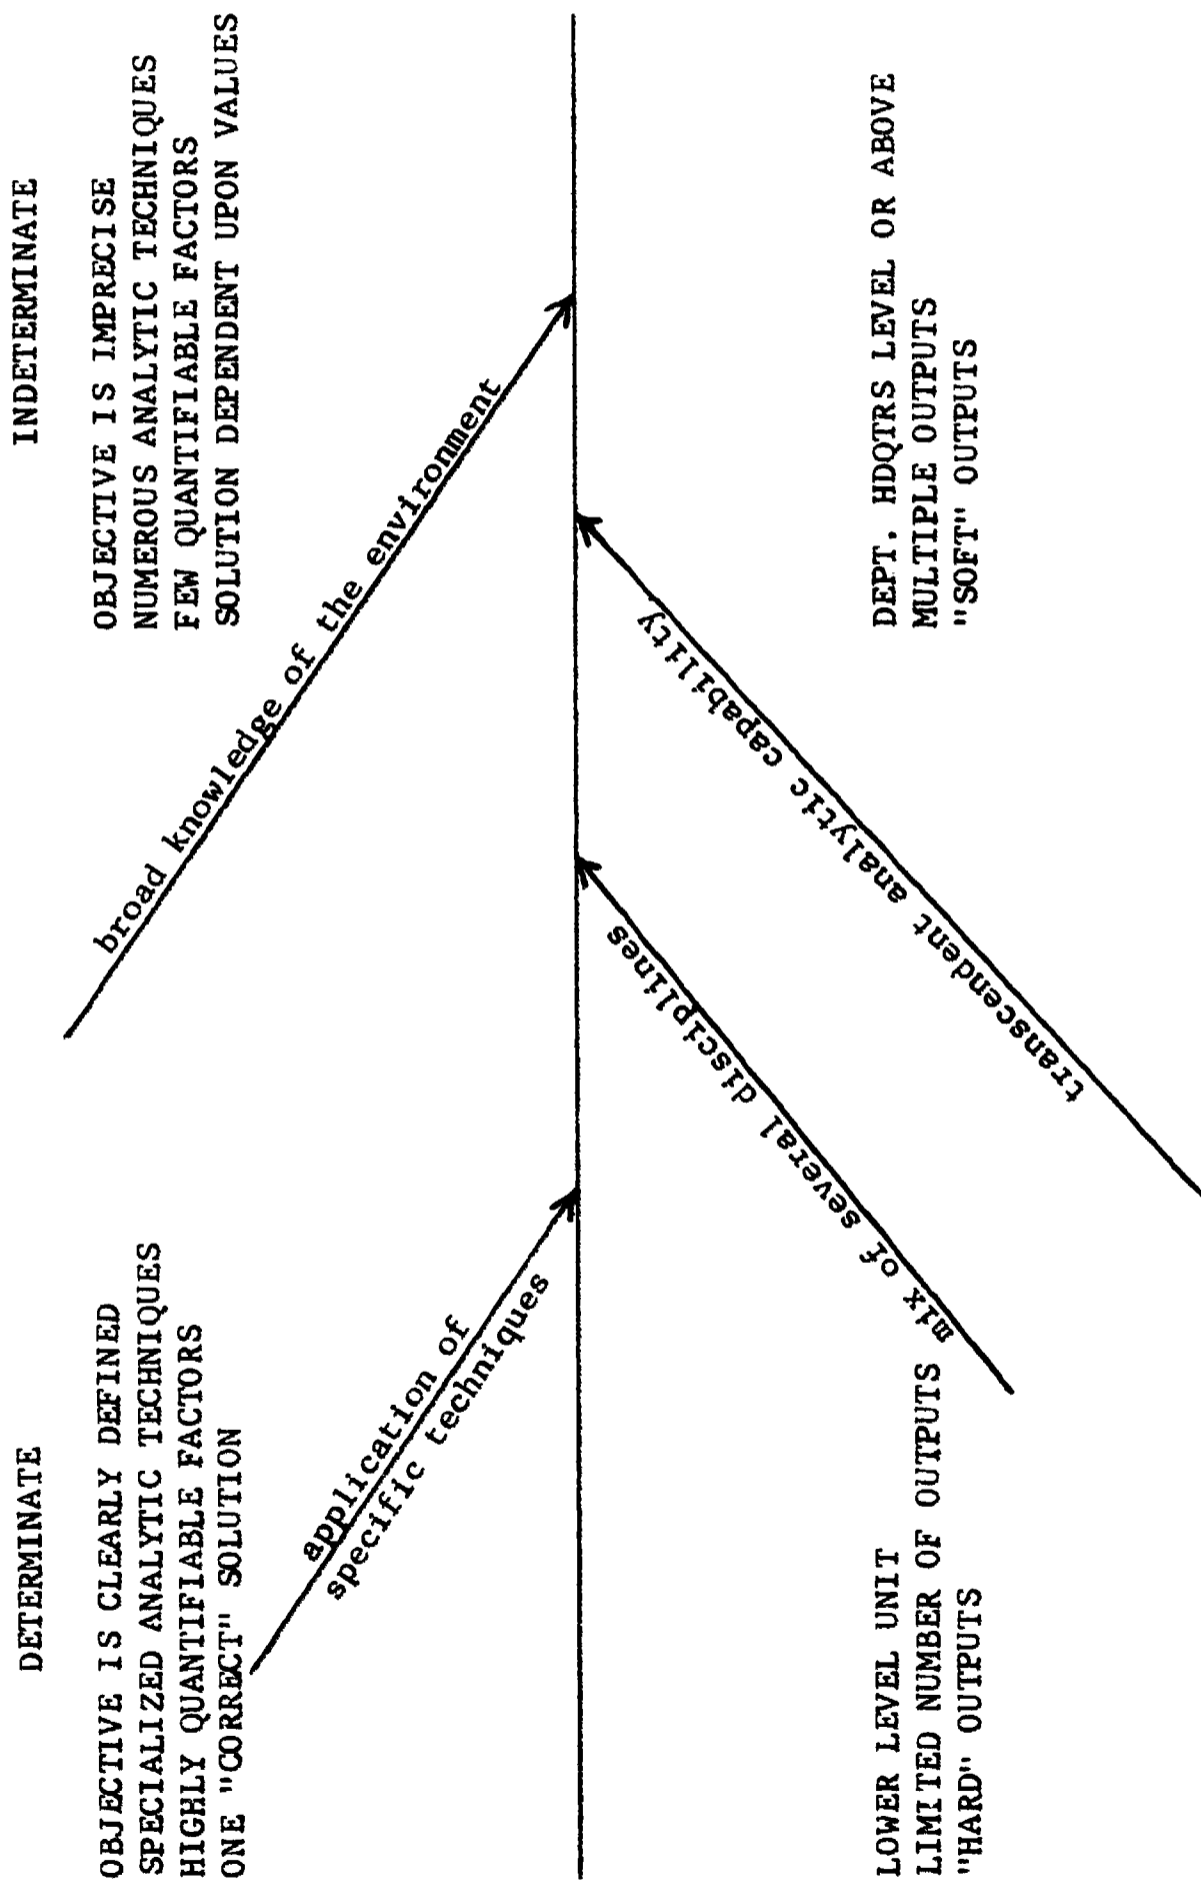 DETERMINATE
OBJECTIVE IS CLEARLY DEFINED
SPECIALIZED ANALYTIC TECHNIQUES
HIGHLY QUANTIFIABLE FACTORS
ONE "CORRECT" SOLUTION
INDETERMINATE
OBJECTIVE IS IMPRECISE
NUMEROUS ANALYTIC TECHNIQUES
FEW QUANTIFIABLE FACTORS
SOLUTION DEPENDENT UPON VALUES
application of
specific techniques
broad knowledge of the environment
mix of several disciplines
transcendent analytic capability
LOWER LEVEL UNIT
LIMITED NUMBER OF OUTPUTS
"HARD" OUTPUTS
DEPT. HDQTRS LEVEL OR ABOVE
MULTIPLE OUTPUTS
"SOFT" OUTPUTS